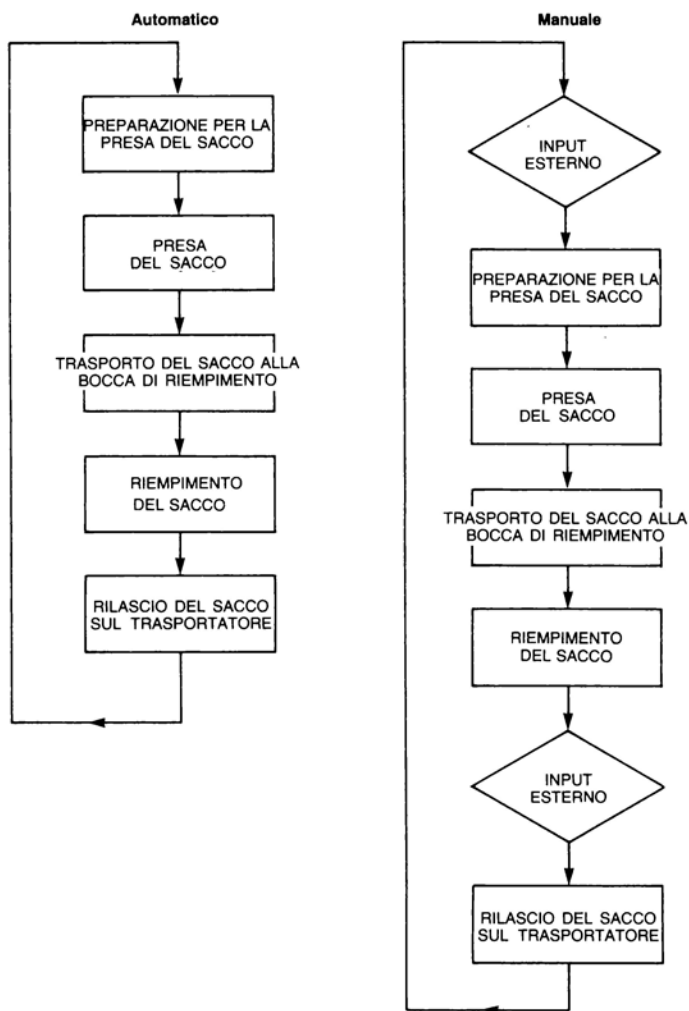 Automatico
PREPARAZIONE PER LA
PRESA DEL SACCO
PRESA
DEL SACCO
TRASPORTO DEL SACCO ALLA
BOCCA DI RIEMPIMENTO
RIEMPIMENTO
DEL SACCO
RILASCIO DEL SACCO
SUL TRASPORTATORE
Manuale
INPUT
ESTERNO
PREPARAZIONE PER LA
PRESA DEL SACCO
PRESA
DEL SACCO
TRASPORTO DEL SACCO ALLA
BOCCA DI RIEMPIMENTO
RIEMPIMENTO
DEL SACCO
INPUT
ESTERNO
RILASCIO DEL SACCO
SUL TRASPORTATORE